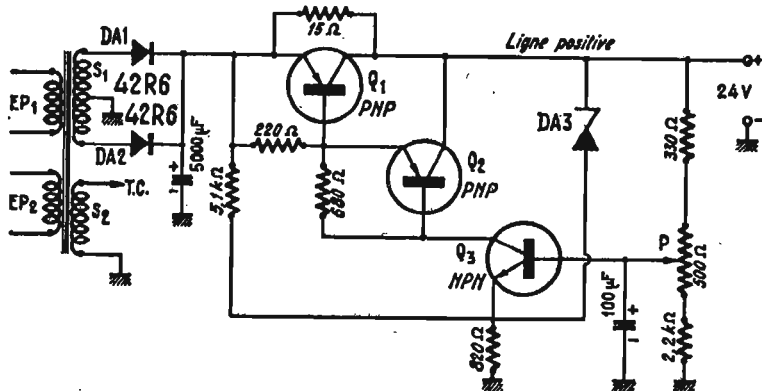 15 Ω
DA1
Ligne positive
S₁
42R6
Q₁
PNP
+
24V
-
EP₁
42R6
DA2
220 Ω
5000 µF
+
-
DA3
330 Ω
Q₂
PNP
T.C.
5,1 kΩ
680 Ω
EP₂
S₂
Q₃
NPN
P
500 Ω
100 µF
+
-
820 Ω
2,2 kΩ